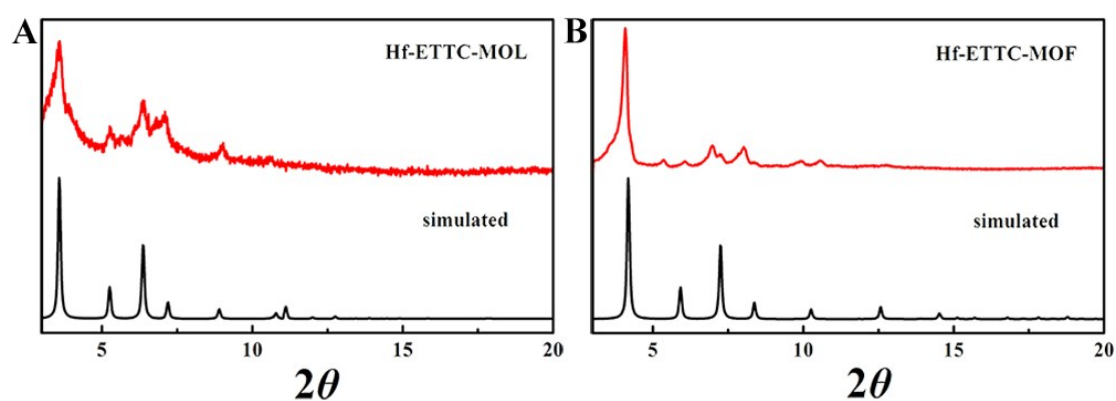 A
Hf-ETTC-MOL
simulated
5 10 15 20
2θ
B
Hf-ETTC-MOF
simulated
5 10 15 20
2θ